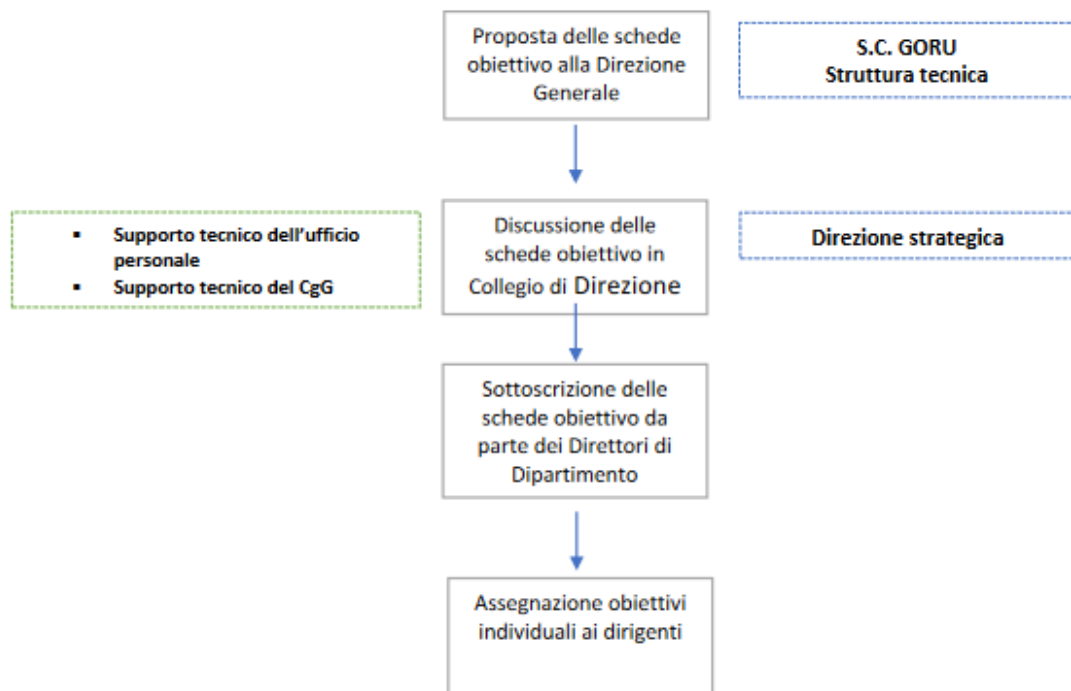 Proposta delle schede
obiettivo alla Direzione
Generale
S.C. GORU
Struttura tecnica
▪ Supporto tecnico dell'ufficio
personale
▪ Supporto tecnico del CgG
Discussione delle
schede obiettivo in
Collegio di Direzione
Direzione strategica
Sottoscrizione delle
schede obiettivo da
parte dei Direttori di
Dipartimento
Assegnazione obiettivi
individuali ai dirigenti